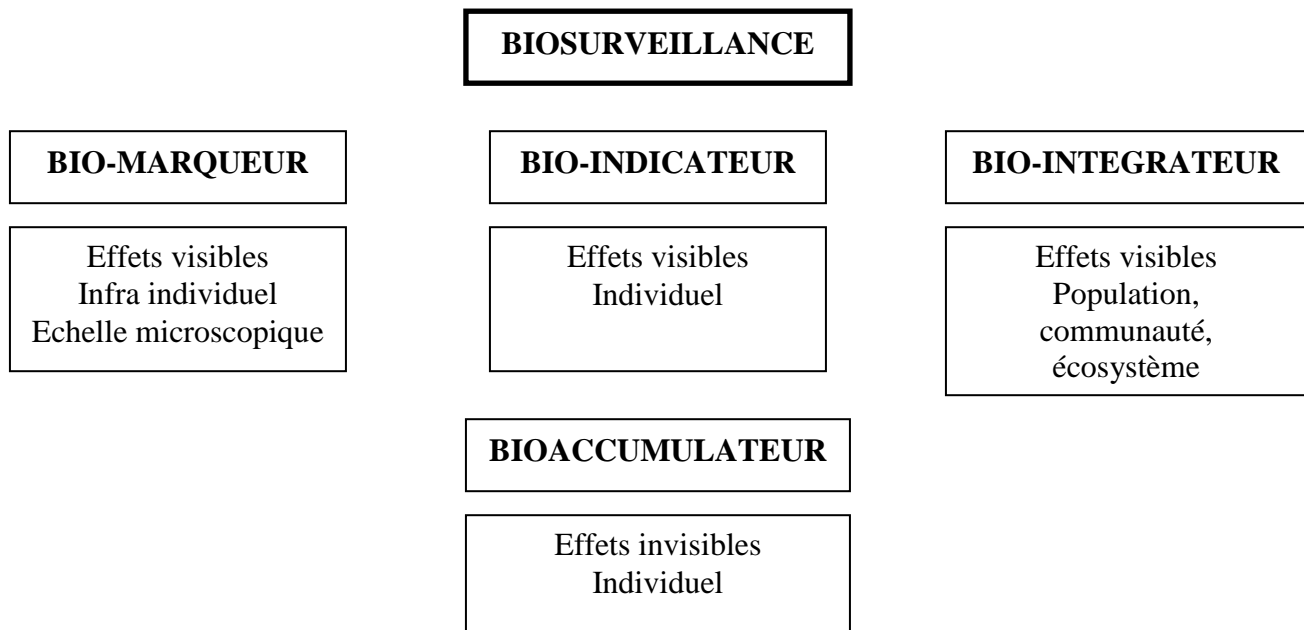 BIOSURVEILLANCE
BIO-MARQUEUR
Effets visibles
Infra individuel
Echelle microscopique
BIO-INDICATEUR
Effets visibles
Individuel
BIO-INTEGRATEUR
Effets visibles
Population,
communauté,
écosystème
BIOACCUMULATEUR
Effets invisibles
Individuel